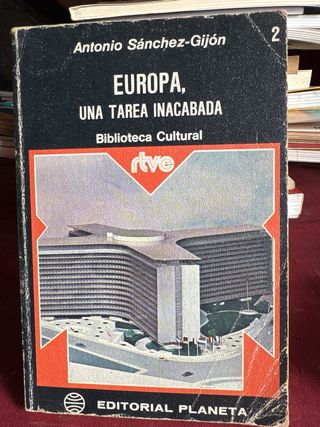 Antonio Sánchez-Gijón
2
EUROPA,
UNA TAREA INACABADA
Biblioteca Cultural
rtve
EDITORIAL PLANETA